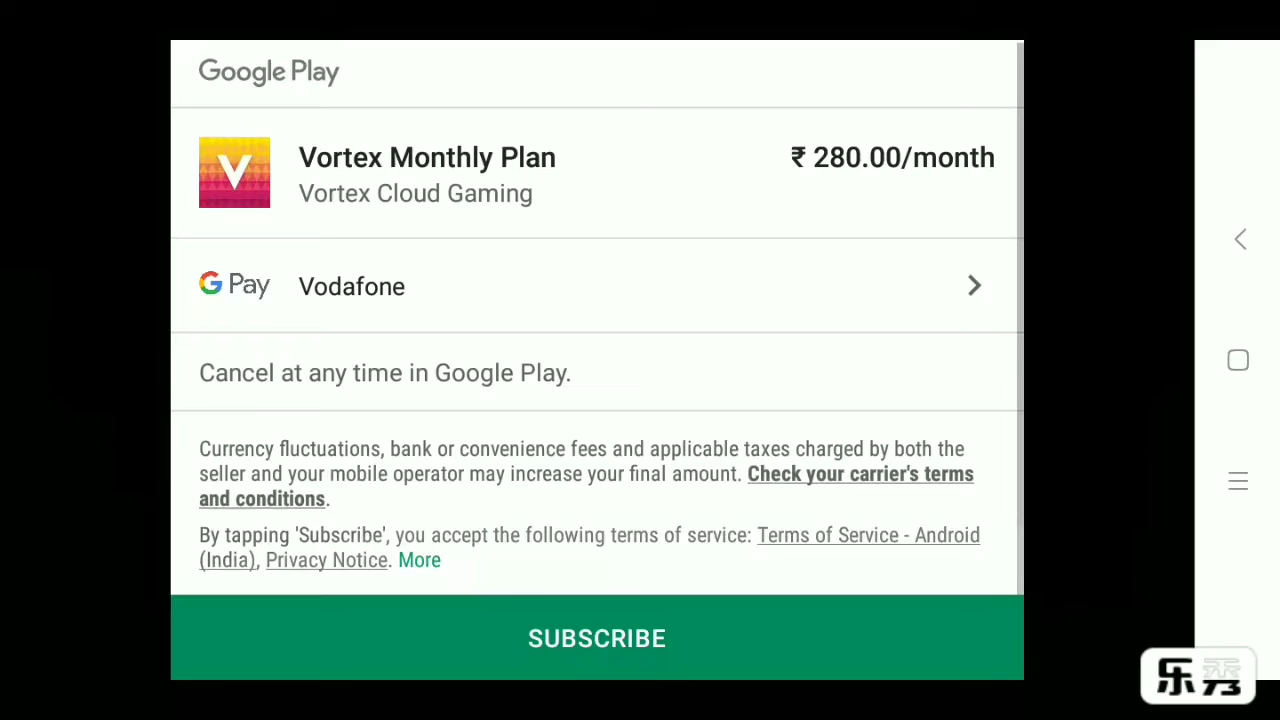 Google Play
V
Vortex Monthly Plan
₹ 280.00/month
Vortex Cloud Gaming
G Pay
Vodafone
Cancel at any time in Google Play.
Currency fluctuations, bank or convenience fees and applicable taxes charged by both the
seller and your mobile operator may increase your final amount. Check your carrier's terms
and conditions.
By tapping 'Subscribe', you accept the following terms of service: Terms of Service - Android
(India), Privacy Notice. More
SUBSCRIBE
乐秀